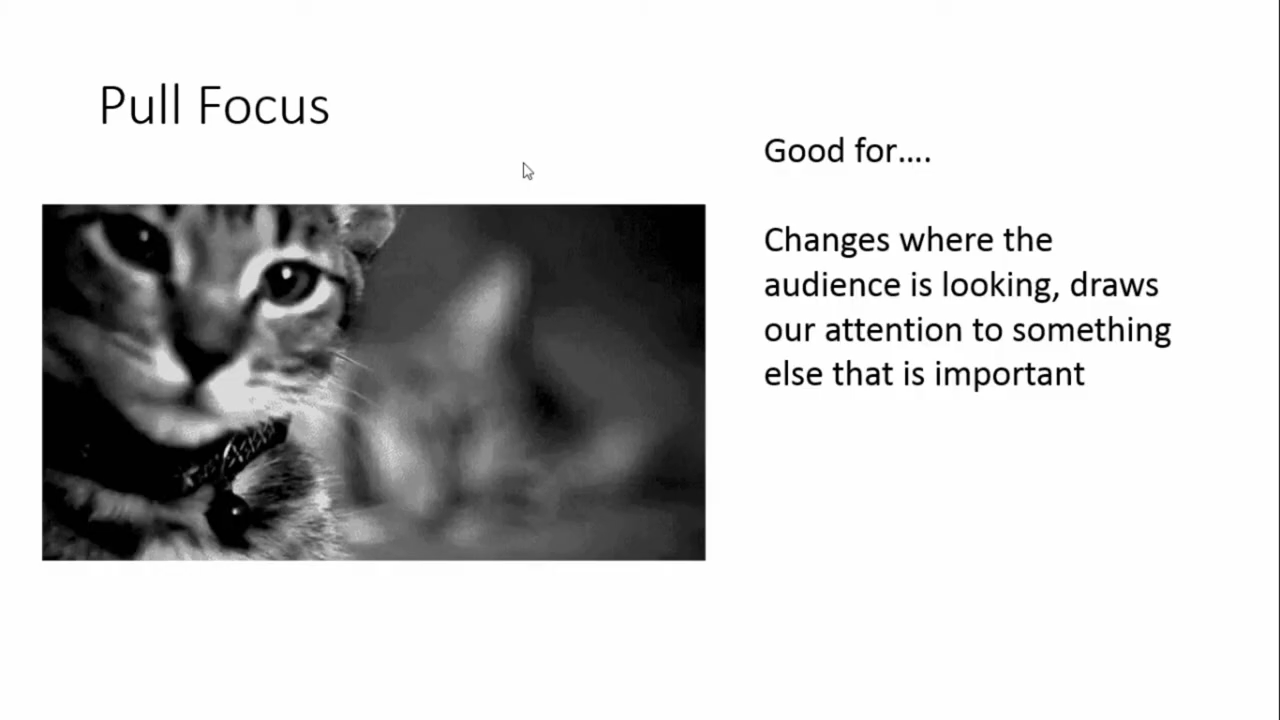 Pull Focus
Good for….
Changes where the
audience is looking, draws
our attention to something
else that is important